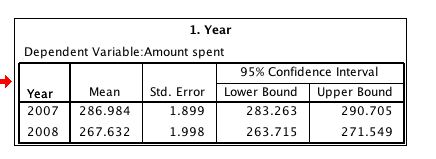 1. Year
Dependent Variable:Amount spent
95% Confidence Interval
Year Mean Std. Error Lower Bound Upper Bound
2007 286.984 1.899 283.263 290.705
2008 267.632 1.998 263.715 271.549